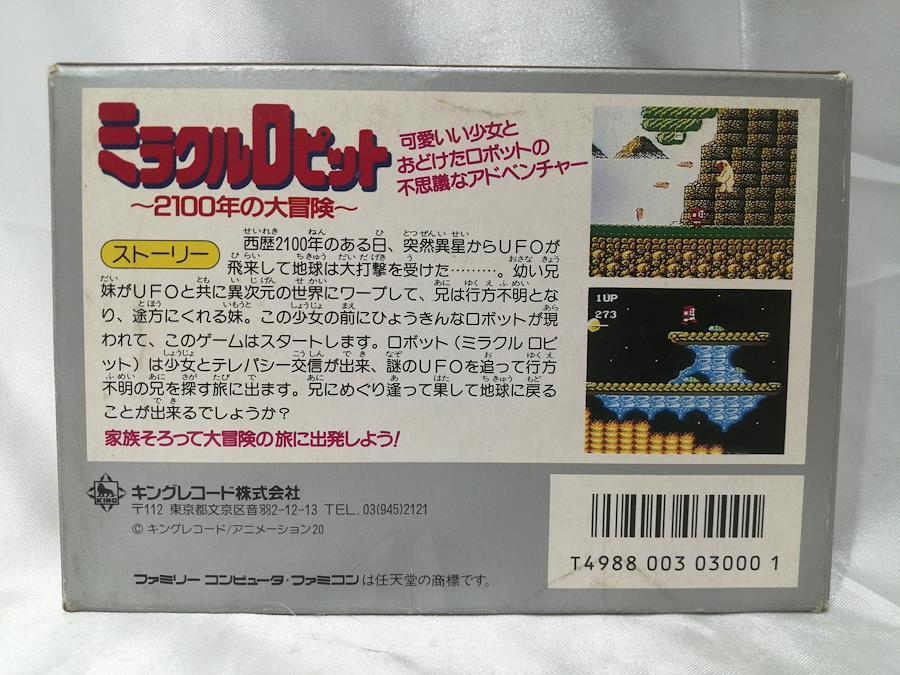 ミラクルロピット
～2100年の大冒険～
可愛いい少女と
おどけたロボットの
不思議なアドベンチャー
ストーリー
西歴2100年のある日、突然異星からUFOが
飛来して地球は大打撃を受けた………。幼い兄
妹がUFOと共に異次元の世界にワープして、兄は行方不明とな
り、途方にくれる妹。この少女の前にひょうきんなロボットが現
われて、このゲームはスタートします。ロボット（ミラクル ロピ
ット）は少女とテレパシー交信が出来、謎のUFOを追って行方
不明の兄を探す旅に出ます。兄にめぐり逢って果して地球に戻る
ことが出来るでしょうか？
家族そろって大冒険の旅に出発しよう！
1UP
273
KING
キングレコード株式会社
〒112 東京都文京区音羽2-12-13 TEL. 03(945)2121
© キングレコード/アニメーション20
ファミリー コンピュータ・ファミコンは任天堂の商標です。
T4988 003 03000 1